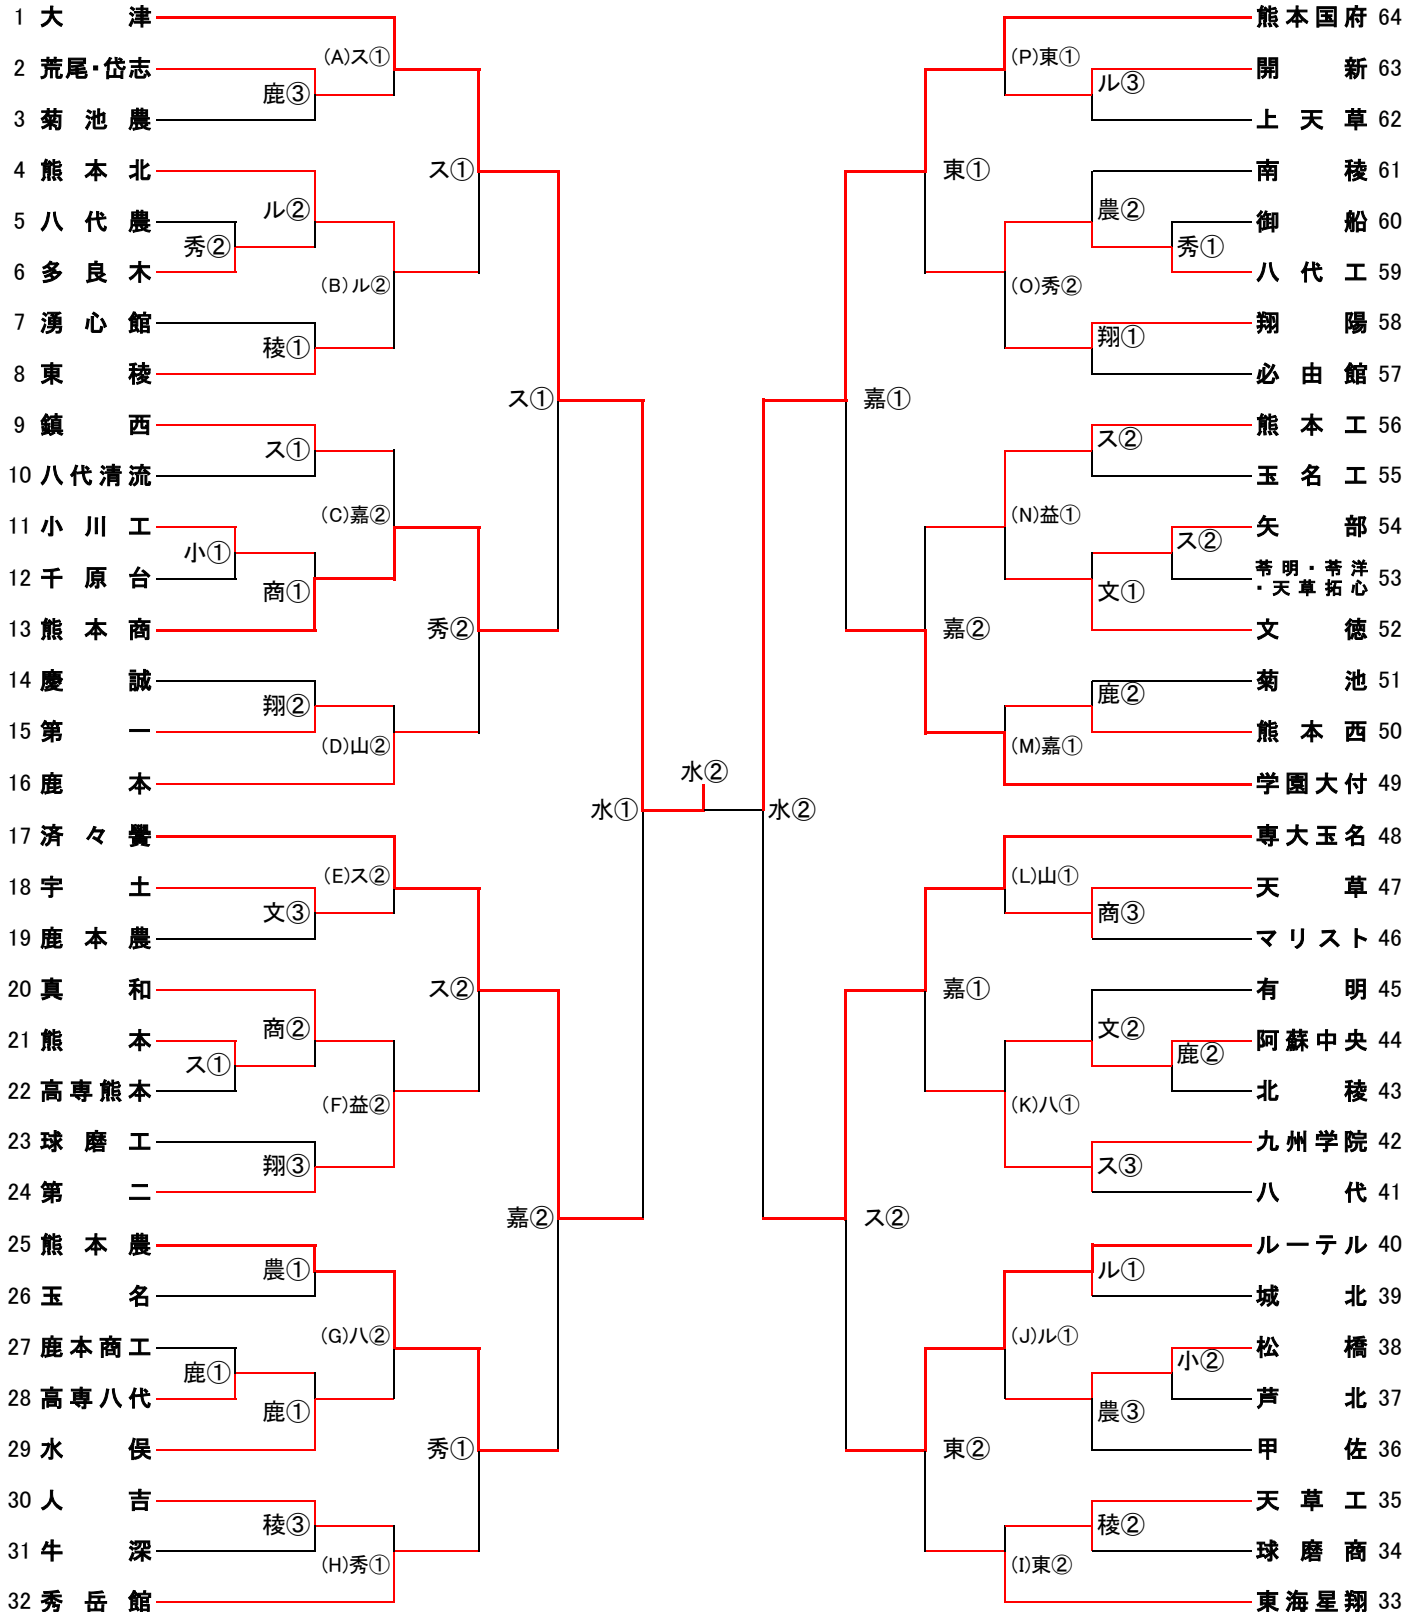 1 大津
2 荒尾・岱志
3 菊池農
4 熊本北
5 八代農
6 多良木
7 湧心館
8 東稜
9 鎮西
10 八代清流
11 小川工
12 千原台
13 熊本商
14 慶誠
15 第一
16 鹿本
17 済々黌
18 宇土
19 鹿本農
20 真和
21 熊本
22 高専熊本
23 球磨工
24 第二
25 熊本農
26 玉名
27 鹿本商工
28 高専八代
29 水俣
30 人吉
31 牛深
32 秀岳館
(A)ス①
鹿③
ス①
ル②
秀②
(B)ル②
稜①
ス①
ス①
(C)嘉②
小①
商①
秀②
翔②
(D)山②
水①
水②
水②
(E)ス②
文③
ス②
商②
ス①
(F)益②
翔③
嘉②
農①
(G)八②
鹿①
鹿①
秀①
稜③
(H)秀①
(P)東①
ル③
東①
農②
秀①
(O)秀②
翔①
嘉①
ス②
(N)益①
ス②
文①
嘉②
鹿②
(M)嘉①
(L)山①
商③
嘉①
文②
鹿②
(K)八①
ス③
ス②
ル①
(J)ル①
小②
農③
東②
稜②
(I)東②
熊本国府 64
開新 63
上天草 62
南稜 61
御船 60
八代工 59
翔陽 58
必由館 57
熊本工 56
玉名工 55
矢部 54
苓明・苓洋
・天草拓心 53
文徳 52
菊池 51
熊本西 50
学園大付 49
専大玉名 48
天草 47
マリスト 46
有明 45
阿蘇中央 44
北稜 43
九州学院 42
八代 41
ルーテル 40
城北 39
松橋 38
芦北 37
甲佐 36
天草工 35
球磨商 34
東海星翔 33